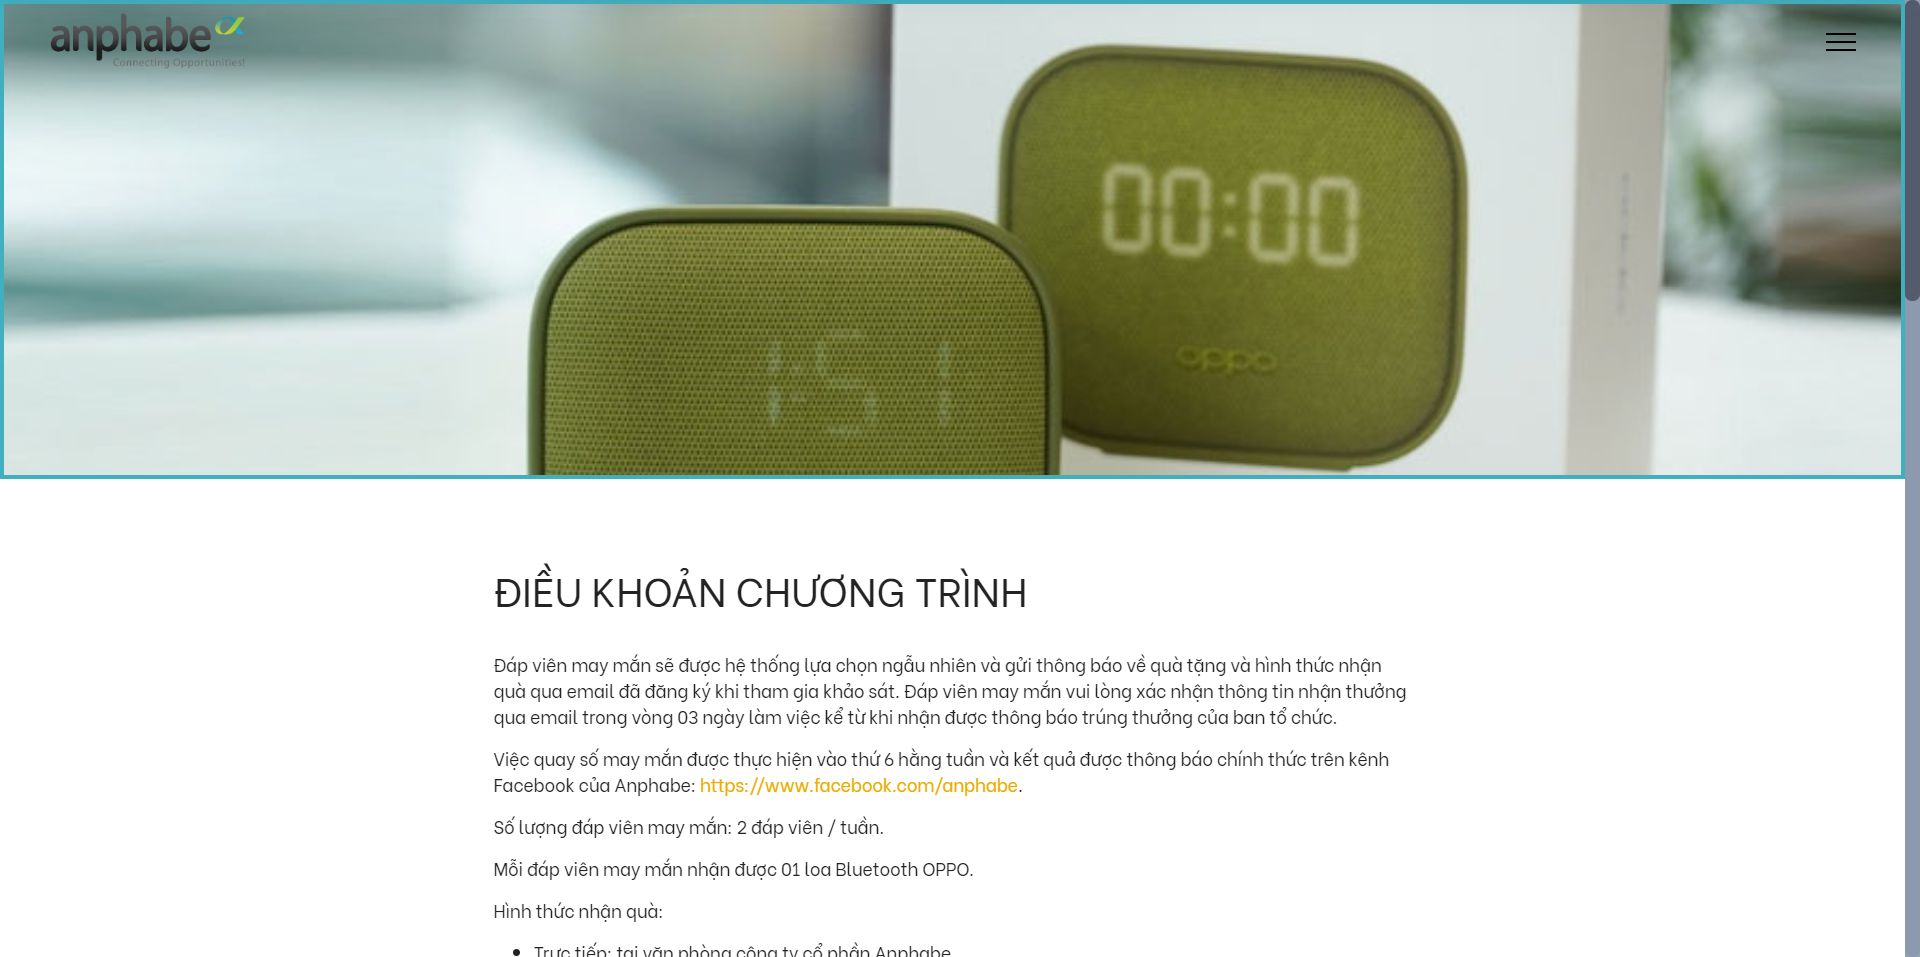 anphabe
Connecting Opportunities!
00:00
oppo
1:51
ĐIỀU KHOẢN CHƯƠNG TRÌNH
Đáp viên may mắn sẽ được hệ thống lựa chọn ngẫu nhiên và gửi thông báo về quà tặng và hình thức nhận
quà qua email đã đăng ký khi tham gia khảo sát. Đáp viên may mắn vui lòng xác nhận thông tin nhận thưởng
qua email trong vòng 03 ngày làm việc kể từ khi nhận được thông báo trúng thưởng của ban tổ chức.
Việc quay số may mắn được thực hiện vào thứ 6 hằng tuần và kết quả được thông báo chính thức trên kênh
Facebook của Anphabe: https://www.facebook.com/anphabe.
Số lượng đáp viên may mắn: 2 đáp viên / tuần.
Mỗi đáp viên may mắn nhận được 01 loa Bluetooth OPPO.
Hình thức nhận quà:
• Trực tiếp: tại văn phòng công ty cổ phần Anphabe